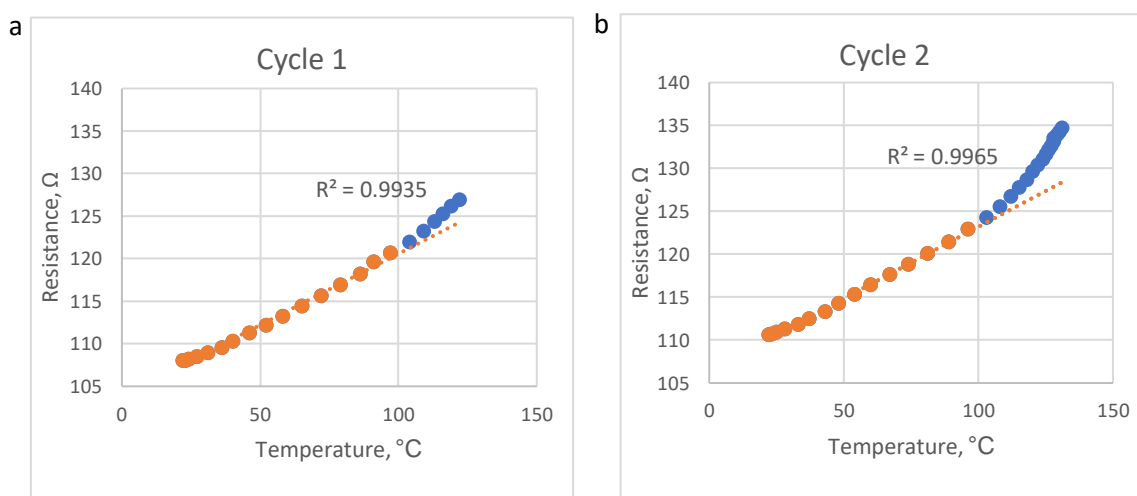 a
Cycle 1
140
135
130
125
120
115
110
105
0
50
100
150
Resistance, Ω
Temperature, °C
R² = 0.9935
b
Cycle 2
140
135
130
125
120
115
110
105
0
50
100
150
Resistance, Ω
Temperature, °C
R² = 0.9965